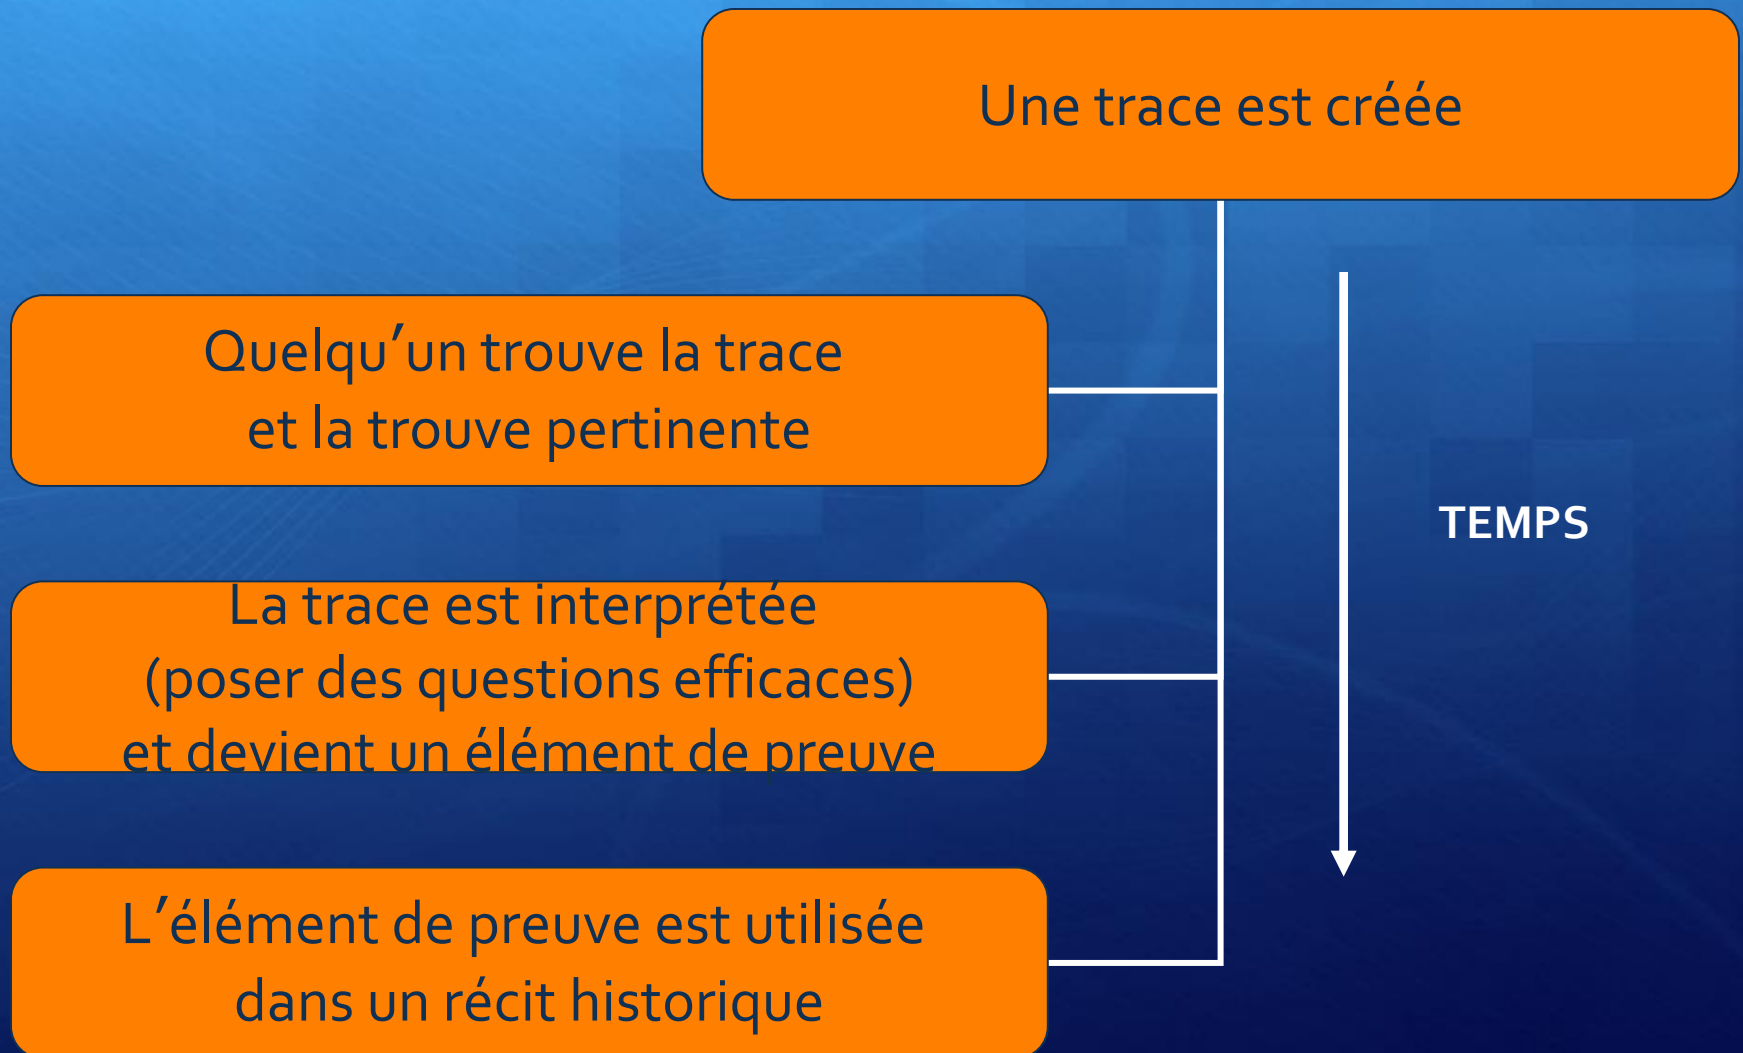 Une trace est créée
Quelqu’un trouve la trace
et la trouve pertinente
TEMPS
La trace est interprétée
(poser des questions efficaces)
et devient un élément de preuve
L’élément de preuve est utilisée
dans un récit historique